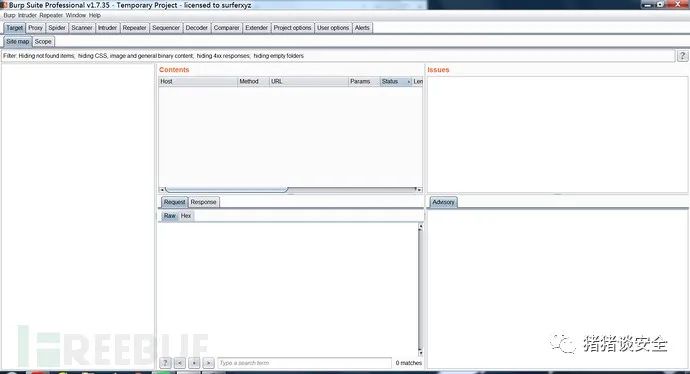 Burp Suite Professional v1.7.35 - Temporary Project - licensed to surferxyz
Burp Intruder Repeater Window Help
Target Proxy Spider Scanner Intruder Repeater Sequencer Decoder Comparer Extender Project options User options Alerts
Site map Scope
Filter: Hiding not found items; hiding CSS, image and general binary content; hiding 4xx responses; hiding empty folders
?
Contents
Issues
Host Method URL Params Status Len
Request Response
Advisory
Raw Hex
? < + > Type a search term 0 matches
FREEBUF
猪猪谈安全